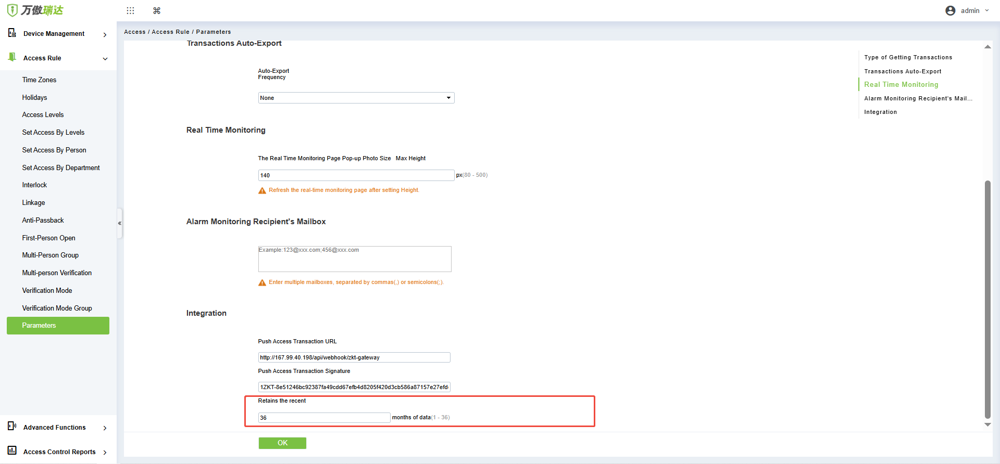 万傲瑞达
admin
Device Management
Access Rule
Time Zones
Holidays
Access Levels
Set Access By Levels
Set Access By Person
Set Access By Department
Interlock
Linkage
Anti-Passback
First-Person Open
Multi-Person Group
Multi-person Verification
Verification Mode
Verification Mode Group
Parameters
Advanced Functions
Access Control Reports
Access / Access Rule / Parameters
Transactions Auto-Export
Auto-Export
Frequency
None
Real Time Monitoring
The Real Time Monitoring Page Pop-up Photo Size Max Height
140 px(80 - 500)
Refresh the real-time monitoring page after setting Height.
Alarm Monitoring Recipient's Mailbox
Example:123@xxx.com;456@xxx.com
Enter multiple mailboxes, separated by commas(,) or semicolons(;).
Integration
Push Access Transaction URL
http://167.99.40.198/api/webhook/zkt-gateway
Push Access Transaction Signature
1ZKT-8e51246bc92387fa49cdd67efb4d8205f420d3cb586a87157e27efd
Retains the recent
36 months of data(1 - 36)
OK
Type of Getting Transactions
Transactions Auto-Export
Real Time Monitoring
Alarm Monitoring Recipient's Mail...
Integration